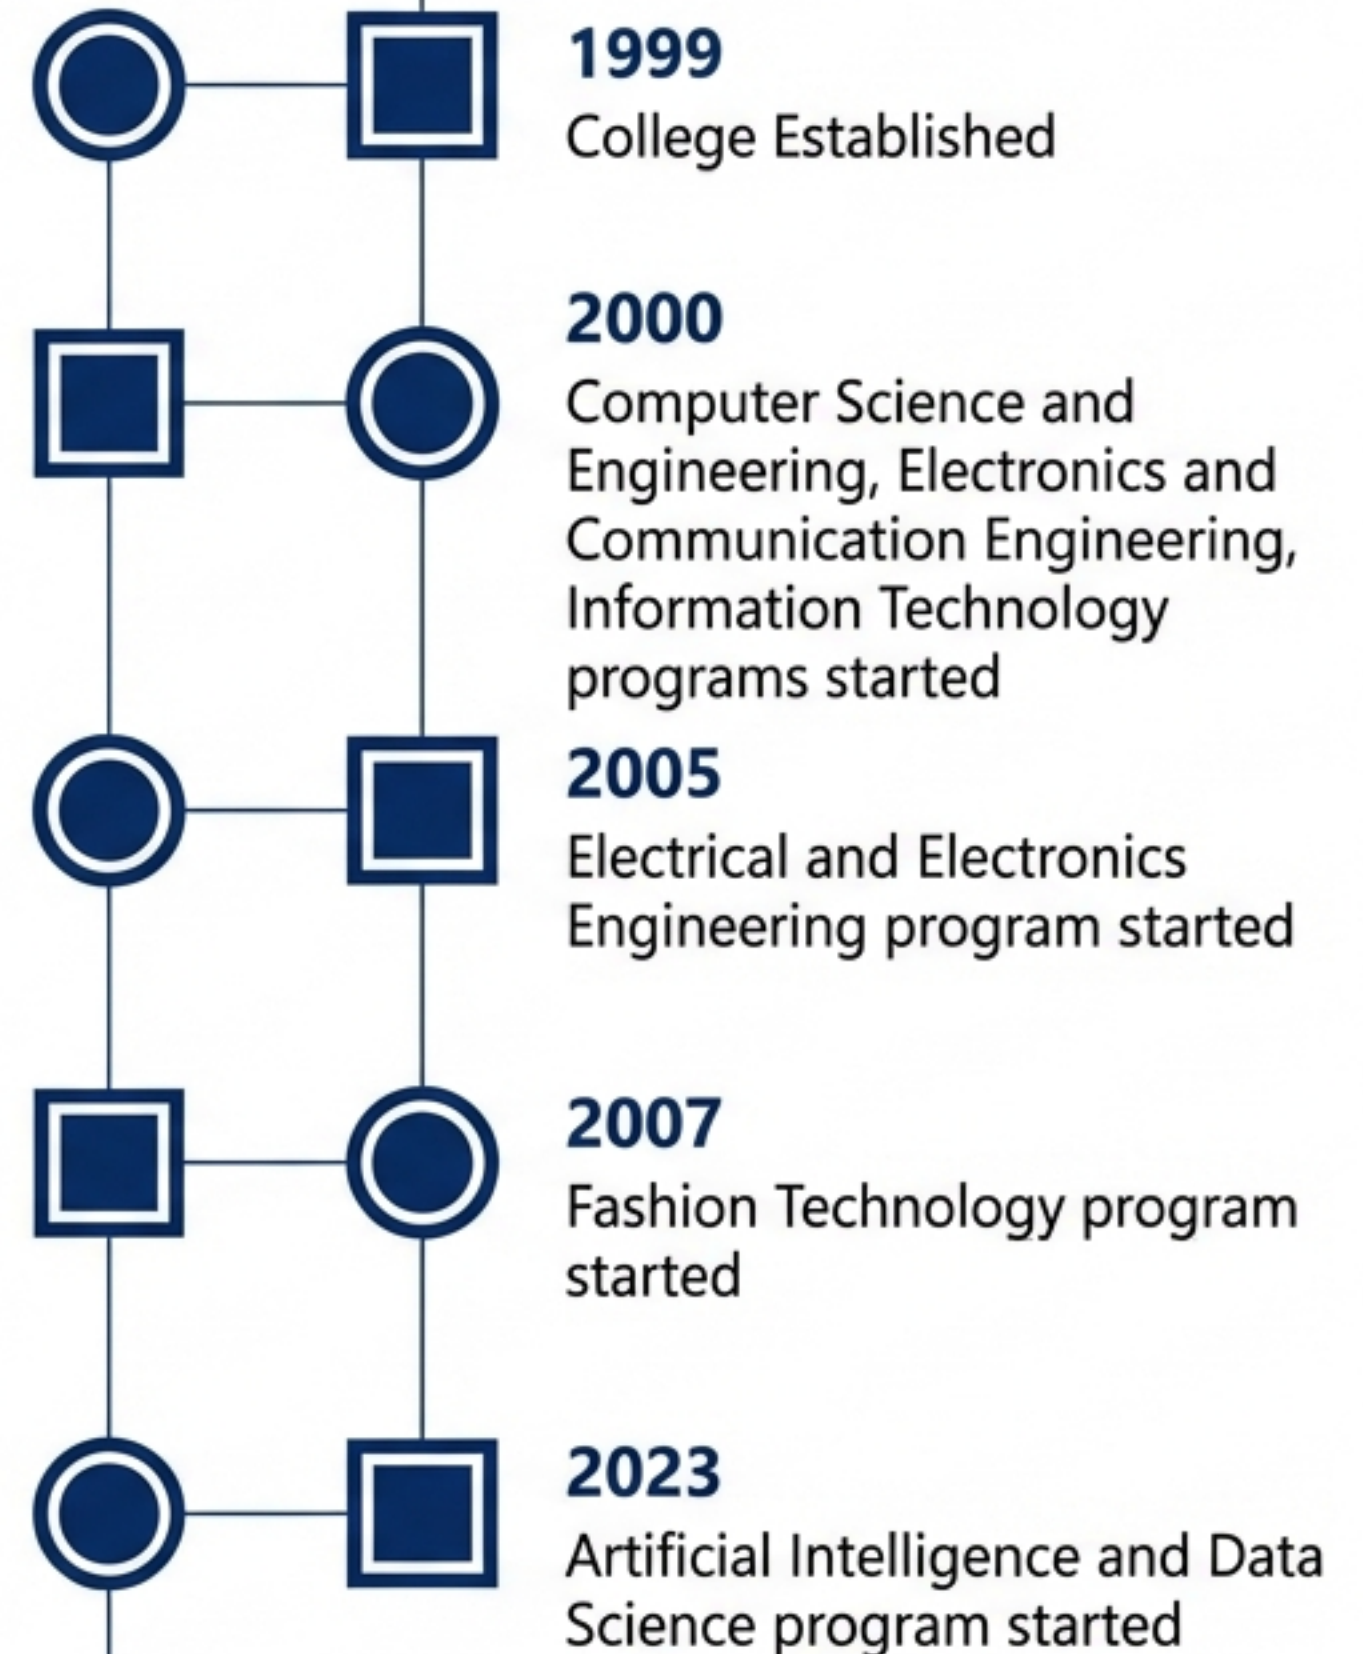 1999
College Established
2000
Computer Science and
Engineering, Electronics and
Communication Engineering,
Information Technology
programs started
2005
Electrical and Electronics
Engineering program started
2007
Fashion Technology program
started
2023
Artificial Intelligence and Data
Science program started